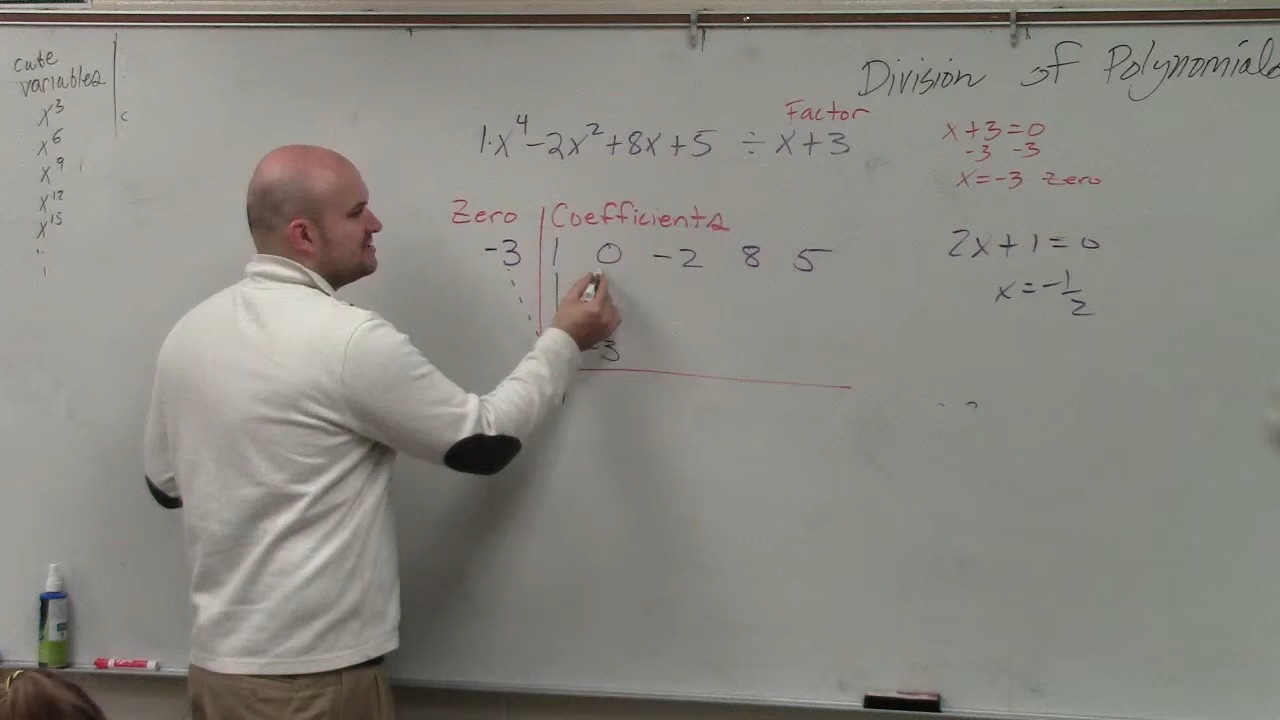 cute
variables
x³
x⁶
x⁹
x¹²
x¹⁵
c
Division of Polynomials
Factor
1·x⁴-2x²+8x+5 ÷ x+3
Zero | Coefficients
-3 | 1 0 -2 8 5
-3
x+3=0
-3 -3
x=-3 zero
2x+1=0
x=-1/2